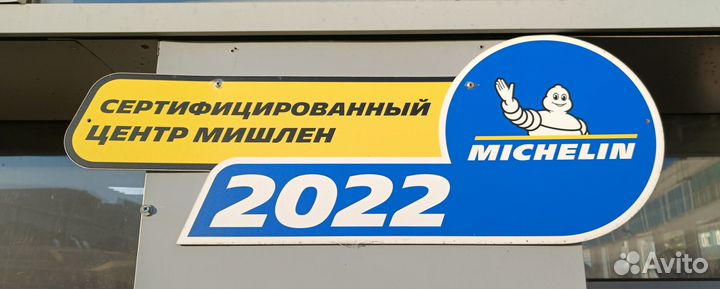 СЕРТИФИЦИРОВАННЫЙ
ЦЕНТР МИШЛЕН
MICHELIN
2022
Avito